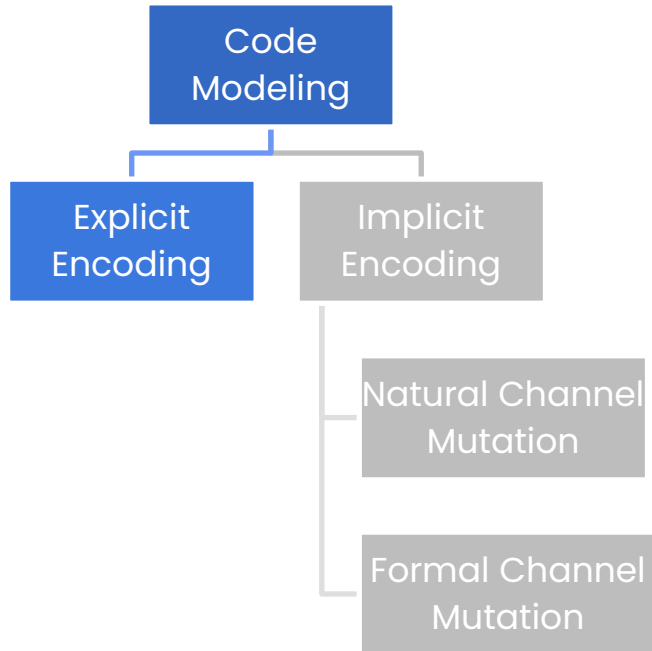 Code
Modeling
Explicit
Encoding
Implicit
Encoding
Natural Channel
Mutation
Formal Channel
Mutation